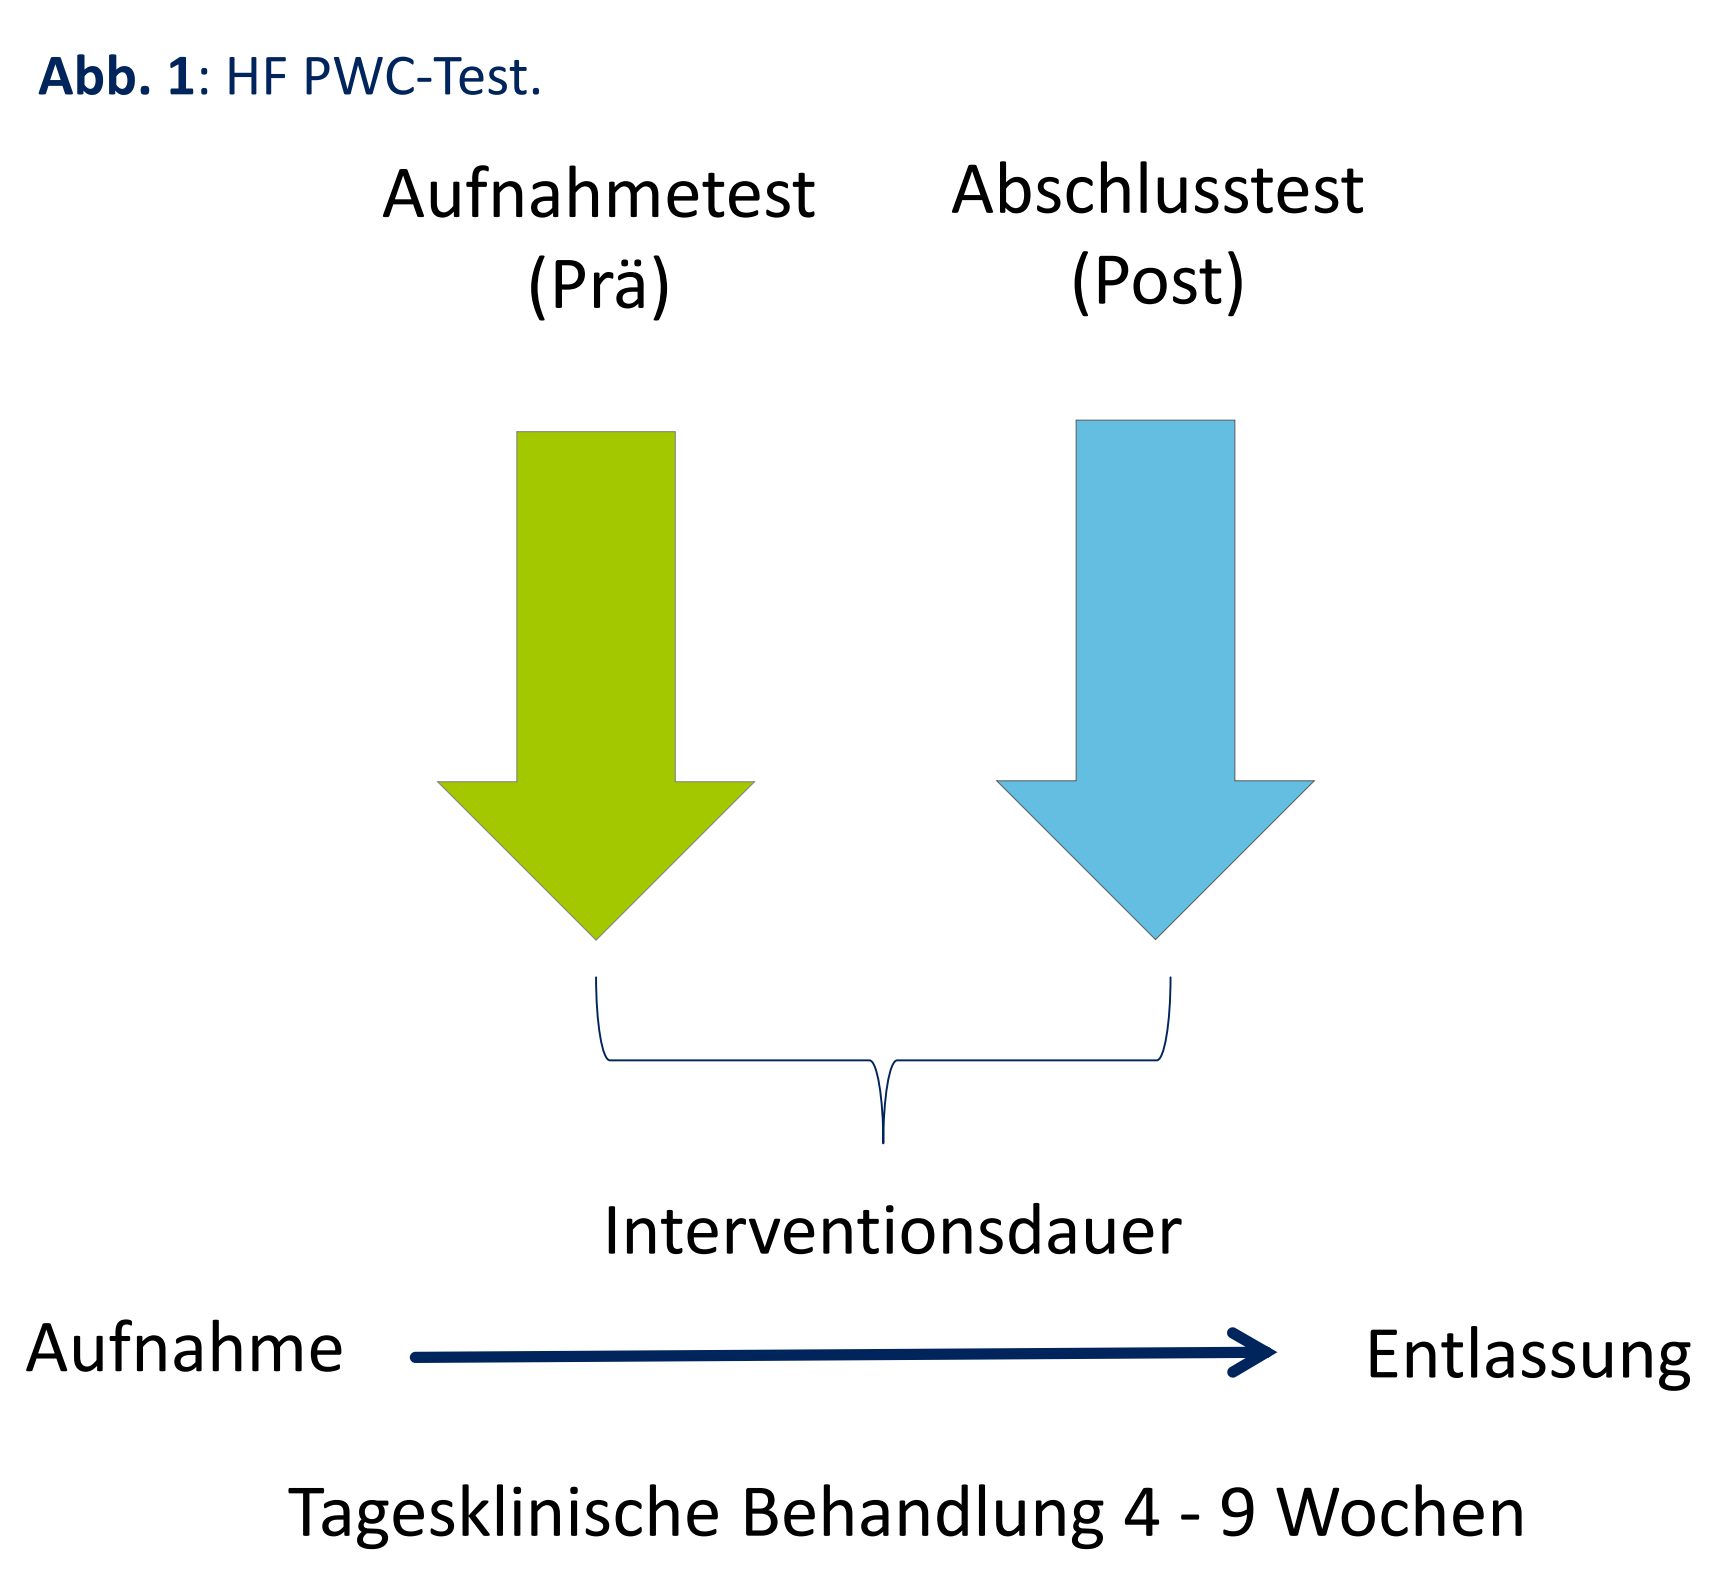 Abb. 1: HF PWC-Test.
Aufnahmetest
(Prä)
Abschlusstest
(Post)
Interventionsdauer
Aufnahme
Entlassung
Tagesklinische Behandlung 4 - 9 Wochen